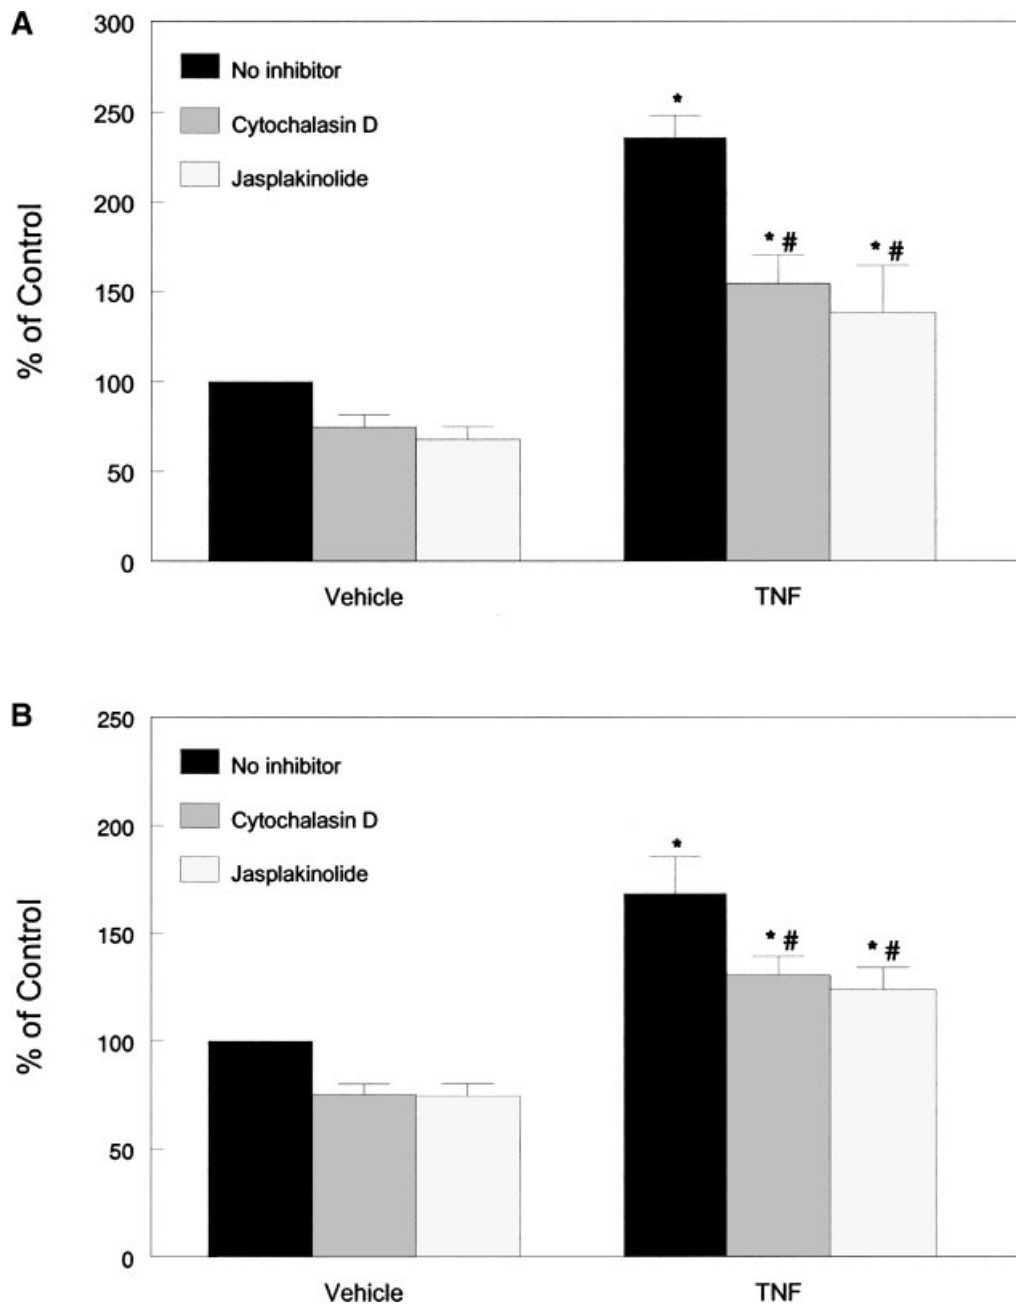 A
% of Control
300
250
200
150
100
50
0
No inhibitor
Cytochalasin D
Jasplakinolide
*
* #
* #
Vehicle
TNF
B
% of Control
250
200
150
100
50
0
No inhibitor
Cytochalasin D
Jasplakinolide
*
* #
* #
Vehicle
TNF